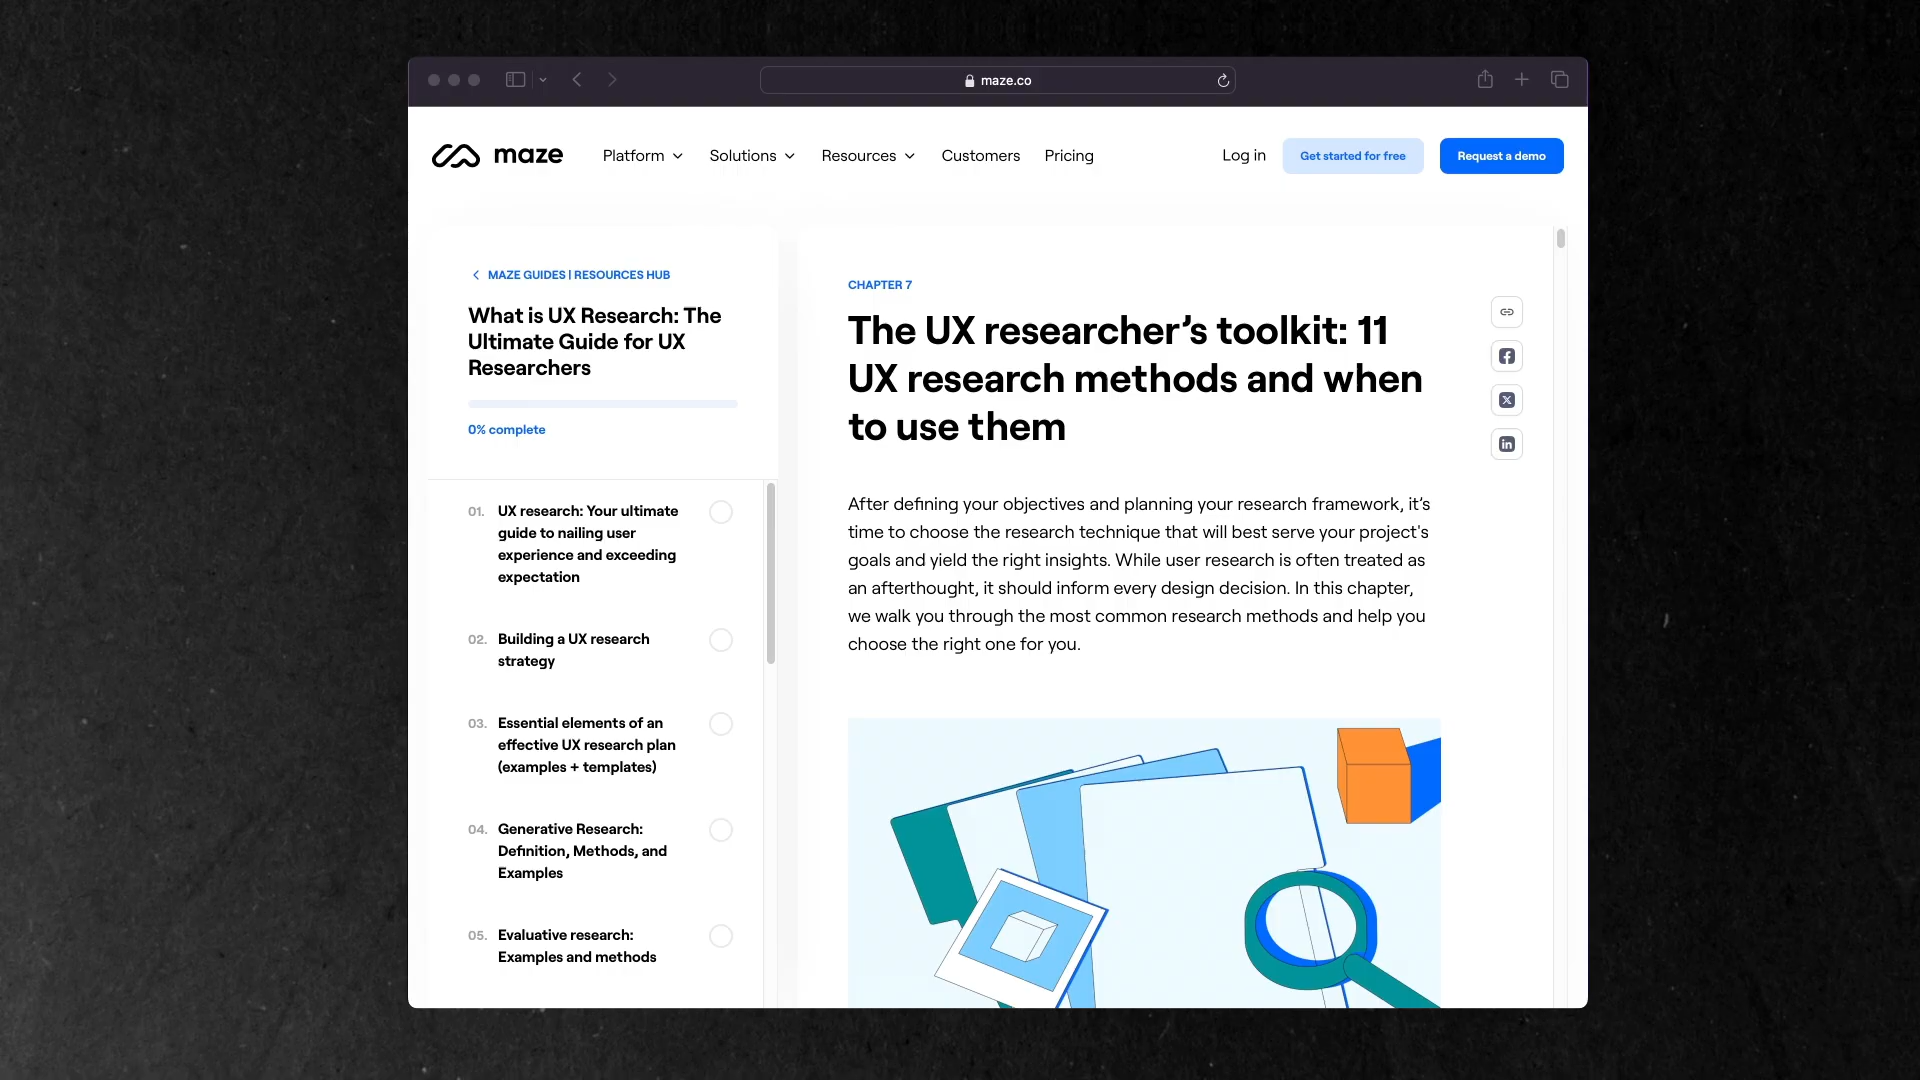 maze.co
maze
Platform
Solutions
Resources
Customers
Pricing
Log in
Get started for free
Request a demo
MAZE GUIDES | RESOURCES HUB
What is UX Research: The
Ultimate Guide for UX
Researchers
0% complete
01. UX research: Your ultimate
guide to nailing user
experience and exceeding
expectation
02. Building a UX research
strategy
03. Essential elements of an
effective UX research plan
(examples + templates)
04. Generative Research:
Definition, Methods, and
Examples
05. Evaluative research:
Examples and methods
CHAPTER 7
The UX researcher’s toolkit: 11
UX research methods and when
to use them
After defining your objectives and planning your research framework, it’s
time to choose the research technique that will best serve your project's
goals and yield the right insights. While user research is often treated as
an afterthought, it should inform every design decision. In this chapter,
we walk you through the most common research methods and help you
choose the right one for you.